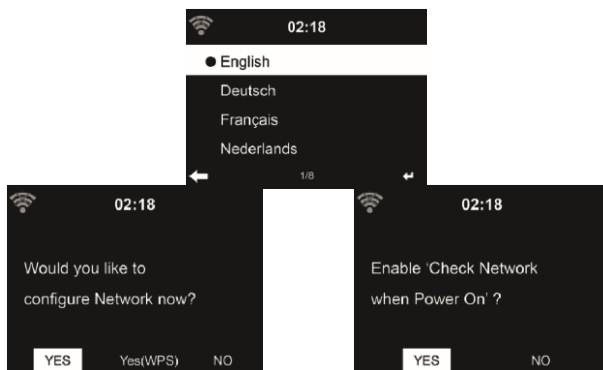 02:18
English
Deutsch
Français
Nederlands
1/8
02:18
Would you like to
configure Network now?
YES Yes(WPS) NO
02:18
Enable ‘Check Network
when Power On’ ?
YES NO